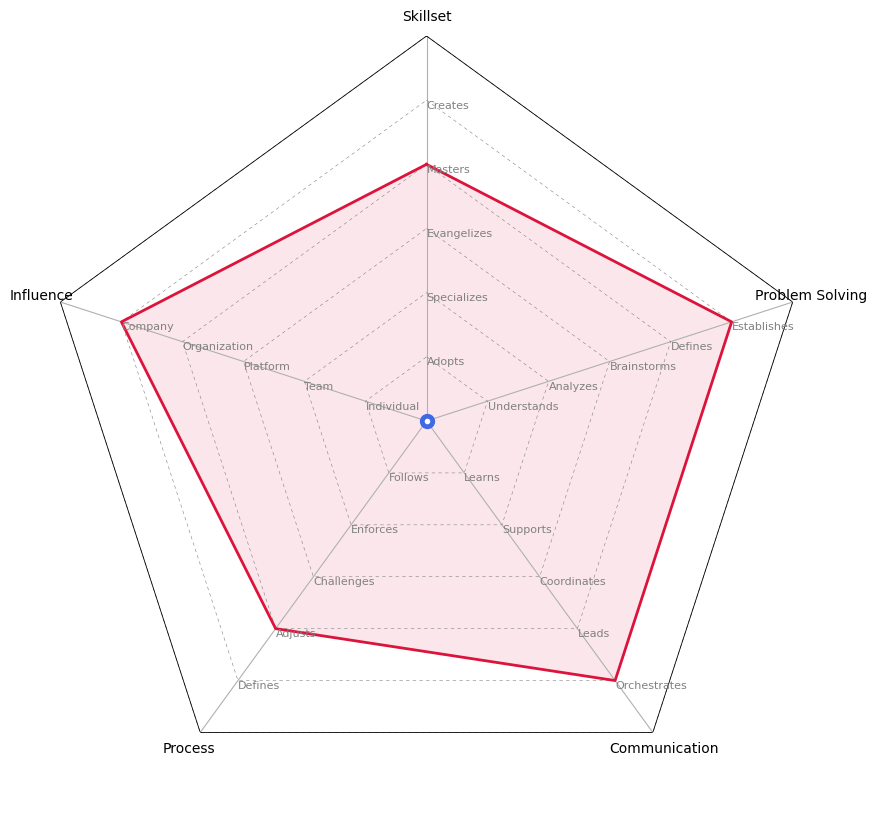 Skillset
Creates
Masters
Evangelizes
Specializes
Adopts
Influence
Problem Solving
Company
Establishes
Organization
Defines
Platform
Brainstorms
Team
Analyzes
Individual
Understands
Follows
Learns
Enforces
Supports
Challenges
Coordinates
Adjusts
Leads
Defines
Orchestrates
Process
Communication